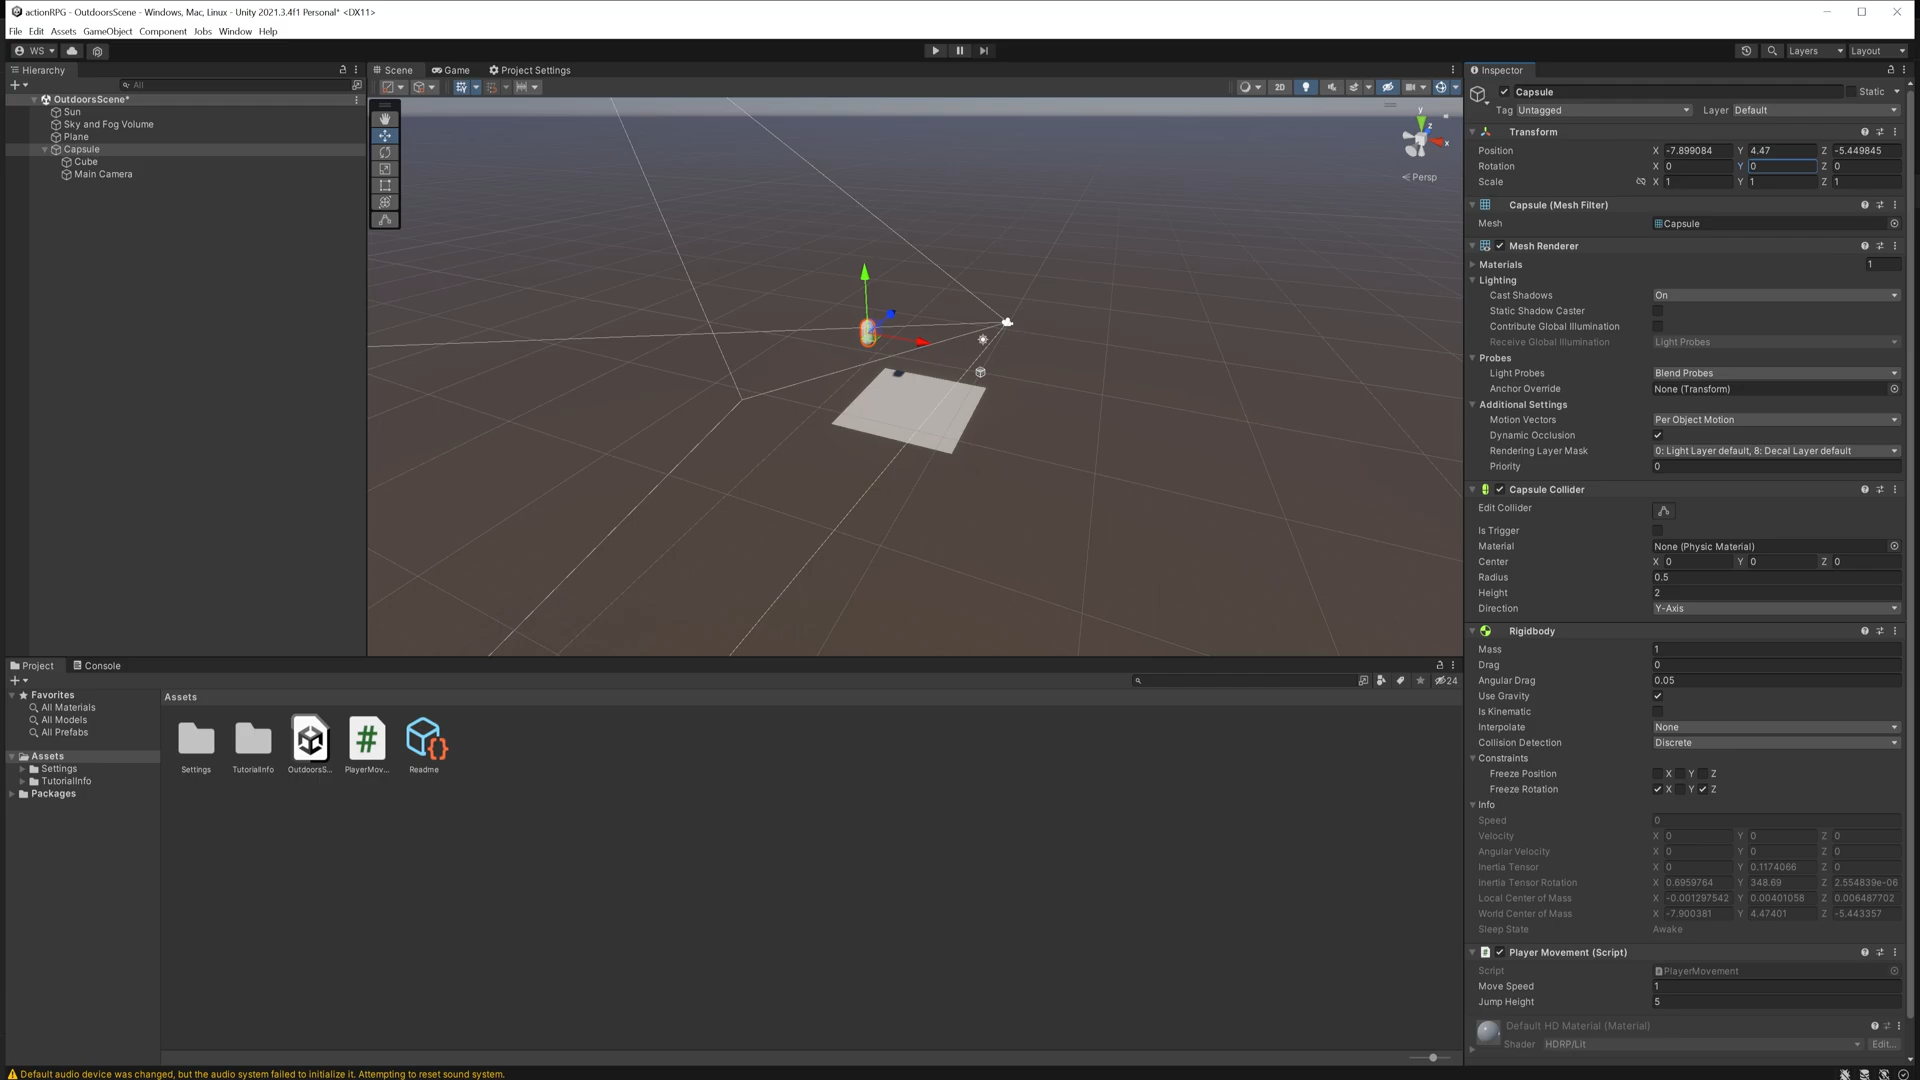 actionRPG - OutdoorsScene - Windows, Mac, Linux - Unity 2021.3.4f1 Personal* <DX11>
File Edit Assets GameObject Component Jobs Window Help
WS
Layers
Layout
Hierarchy
All
OutdoorsScene*
Sun
Sky and Fog Volume
Plane
Capsule
Cube
Main Camera
Scene Game Project Settings
2D
y
z
x
Persp
Inspector
Capsule Static
Tag Untagged Layer Default
Transform
Position X -7.899084 Y 4.47 Z -5.449845
Rotation X 0 Y 0 Z 0
Scale X 1 Y 1 Z 1
Capsule (Mesh Filter)
Mesh Capsule
Mesh Renderer
Materials 1
Lighting
Cast Shadows On
Static Shadow Caster
Contribute Global Illumination
Receive Global Illumination Light Probes
Probes
Light Probes Blend Probes
Anchor Override None (Transform)
Additional Settings
Motion Vectors Per Object Motion
Dynamic Occlusion
Rendering Layer Mask 0: Light Layer default, 8: Decal Layer default
Priority 0
Capsule Collider
Edit Collider
Is Trigger
Material None (Physic Material)
Center X 0 Y 0 Z 0
Radius 0.5
Height 2
Direction Y-Axis
Rigidbody
Mass 1
Drag 0
Angular Drag 0.05
Use Gravity
Is Kinematic
Interpolate None
Collision Detection Discrete
Constraints
Freeze Position X Y Z
Freeze Rotation X Y Z
Info
Speed 0
Velocity X 0 Y 0 Z 0
Angular Velocity X 0 Y 0 Z 0
Inertia Tensor X 0 Y 0.1174066 Z 0
Inertia Tensor Rotation X 0.6959764 Y 348.69 Z 2.554839e-06
Local Center of Mass X -0.001297542 Y 0.00401058 Z 0.006487702
World Center of Mass X -7.900381 Y 4.47401 Z -5.443357
Sleep State Awake
Player Movement (Script)
Script PlayerMovement
Move Speed 1
Jump Height 5
Default HD Material (Material)
Shader HDRP/Lit Edit...
Project Console
24
Favorites
All Materials
All Models
All Prefabs
Assets
Settings
TutorialInfo
Packages
Assets
Settings TutorialInfo OutdoorsS... PlayerMov... Readme
Default audio device was changed, but the audio system failed to initialize it. Attempting to reset sound system.